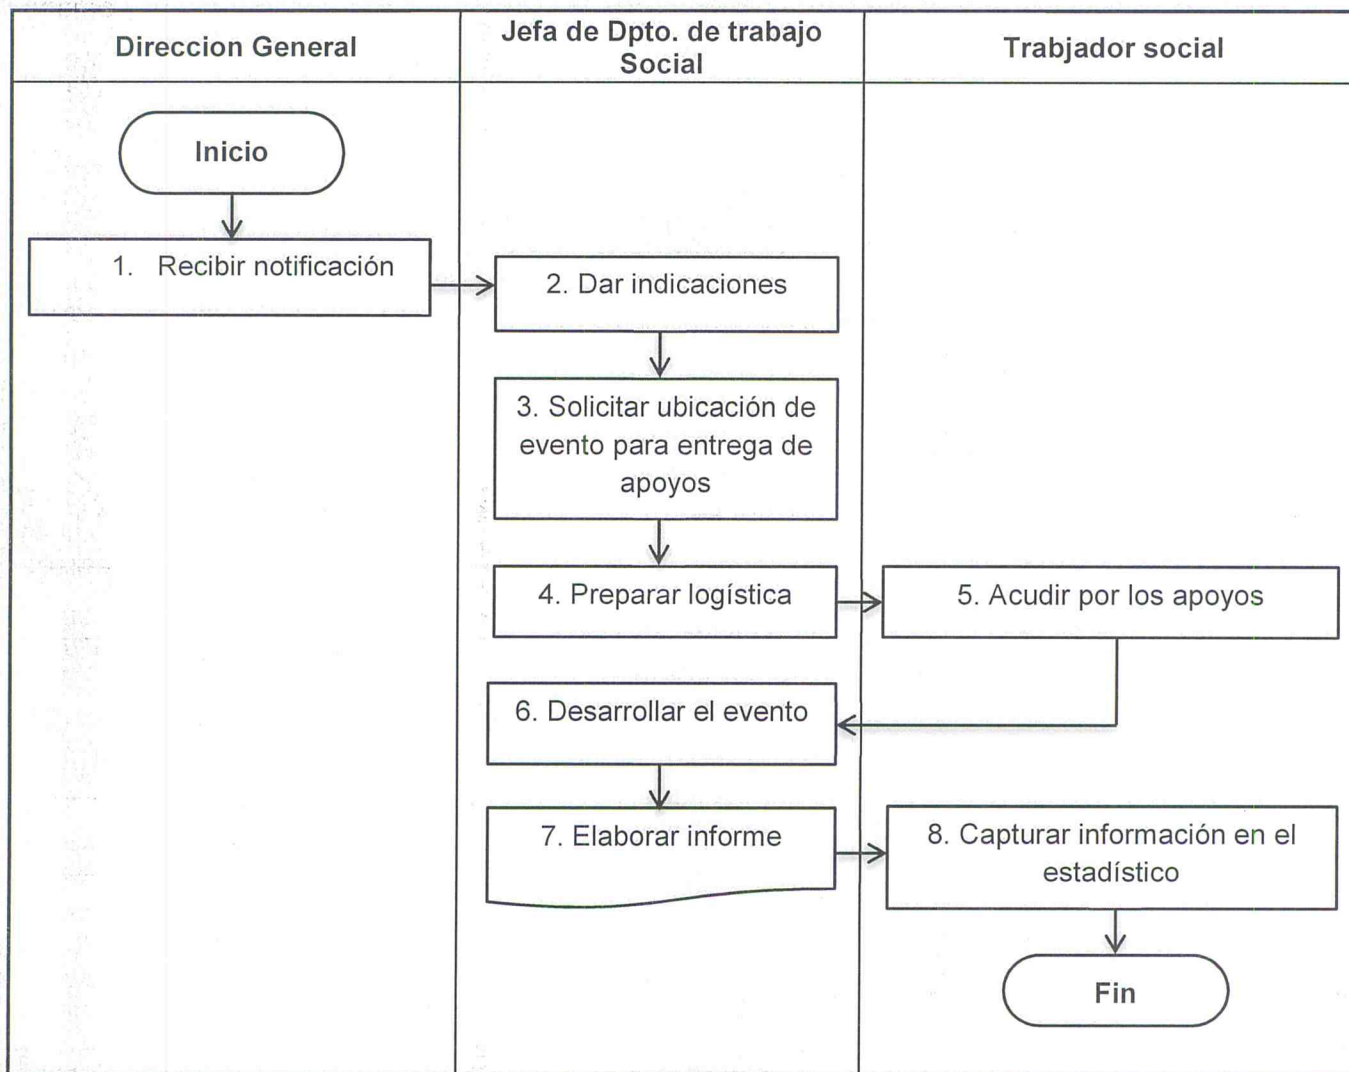 Direccion General
Jefa de Dpto. de trabajo
Social
Trabjador social
Inicio
1. Recibir notificación
2. Dar indicaciones
3. Solicitar ubicación de
evento para entrega de
apoyos
4. Preparar logística
5. Acudir por los apoyos
6. Desarrollar el evento
7. Elaborar informe
8. Capturar información en el
estadístico
Fin